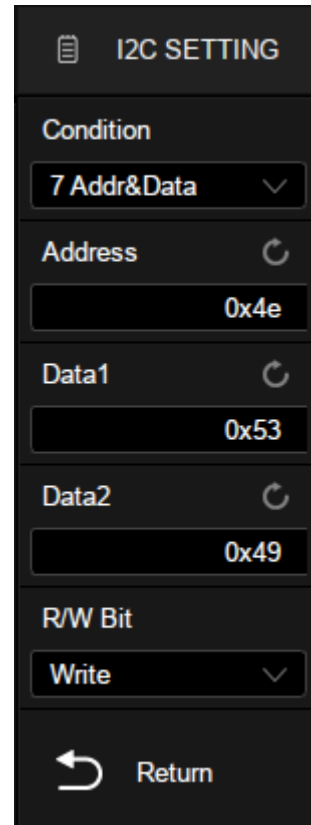 I2C SETTING
Condition
7 Addr&Data
Address
0x4e
Data1
0x53
Data2
0x49
R/W Bit
Write
Return